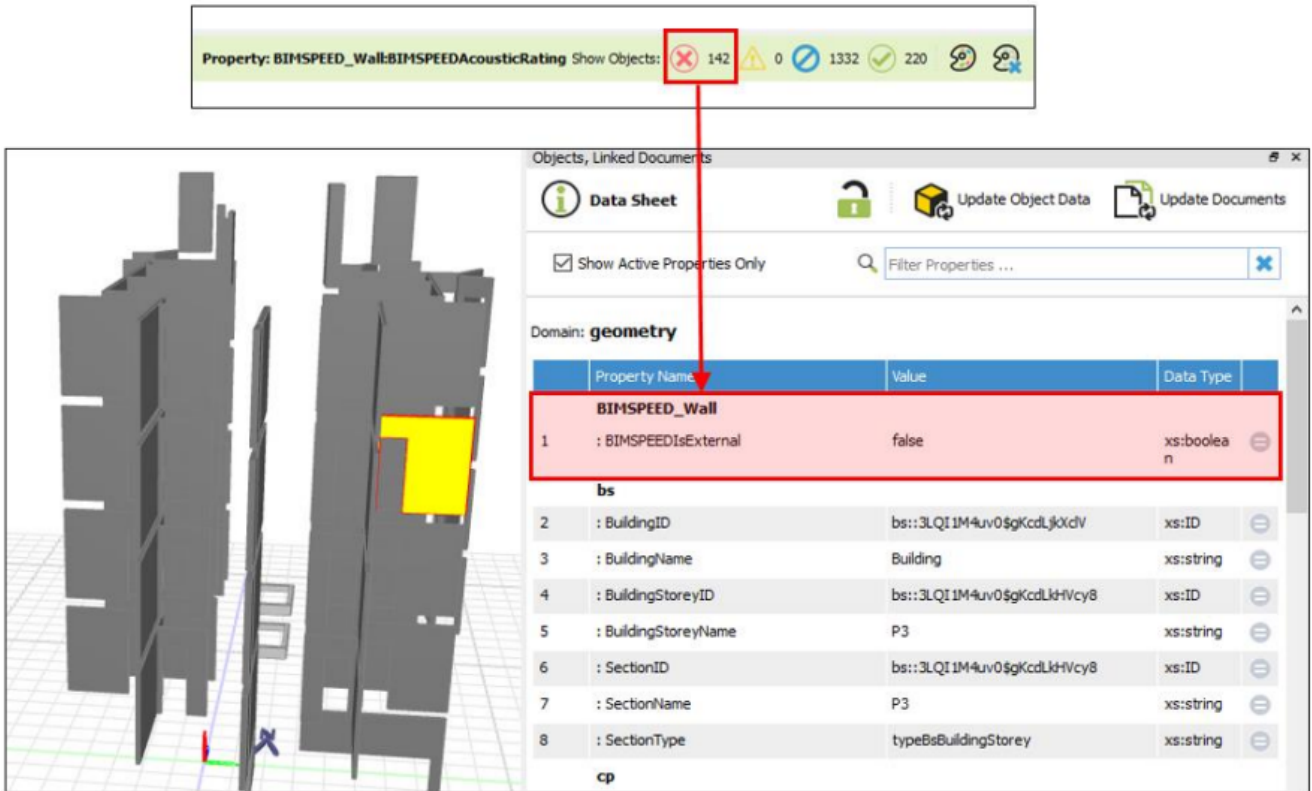 Property: BIMSPEED_Wall:BIMSPEEDAcousticRating Show Objects: 142 0 1332 220
Objects, Linked Documents
Data Sheet Update Object Data Update Documents
Show Active Properties Only Filter Properties ...
Domain: geometry
Property Name Value Data Type
BIMSPEED_Wall
1 : BIMSPEEDIsExternal false xs:boolea
n
bs
2 : BuildingID bs::3LQI1M4uv0$gKcdLjkXclV xs:ID
3 : BuildingName Building xs:string
4 : BuildingStoreyID bs::3LQI1M4uv0$gKcdLkHVcy8 xs:ID
5 : BuildingStoreyName P3 xs:string
6 : SectionID bs::3LQI1M4uv0$gKcdLkHVcy8 xs:ID
7 : SectionName P3 xs:string
8 : SectionType typeBsBuildingStorey xs:string
cp